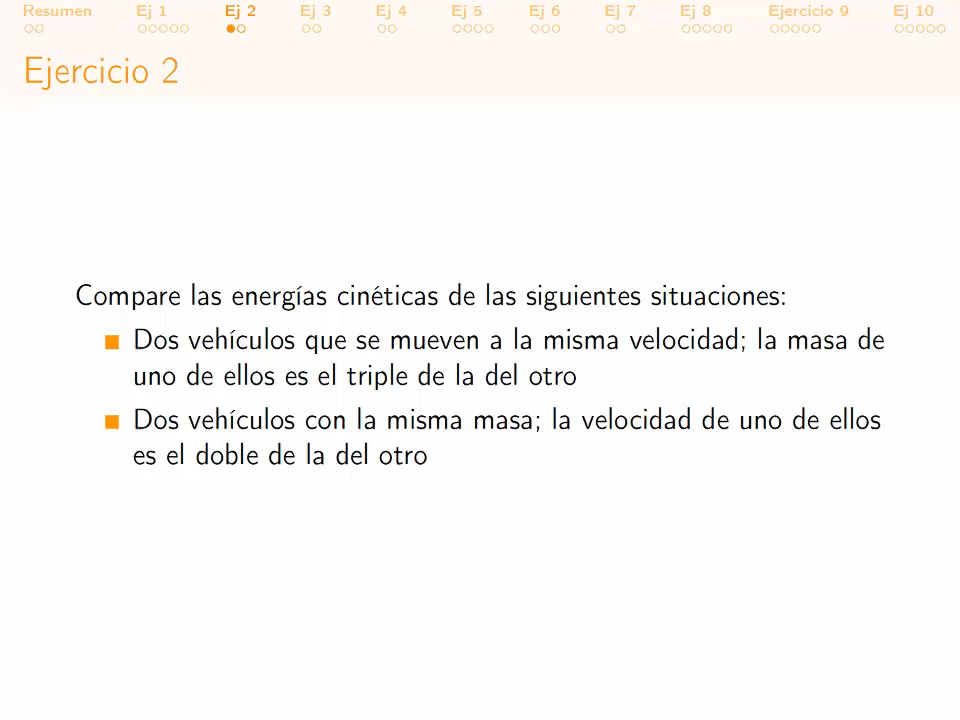 Resumen Ej 1 Ej 2 Ej 3 Ej 4 Ej 5 Ej 6 Ej 7 Ej 8 Ejercicio 9 Ej 10
Ejercicio 2
Compare las energías cinéticas de las siguientes situaciones:
Dos vehículos que se mueven a la misma velocidad; la masa de
uno de ellos es el triple de la del otro
Dos vehículos con la misma masa; la velocidad de uno de ellos
es el doble de la del otro